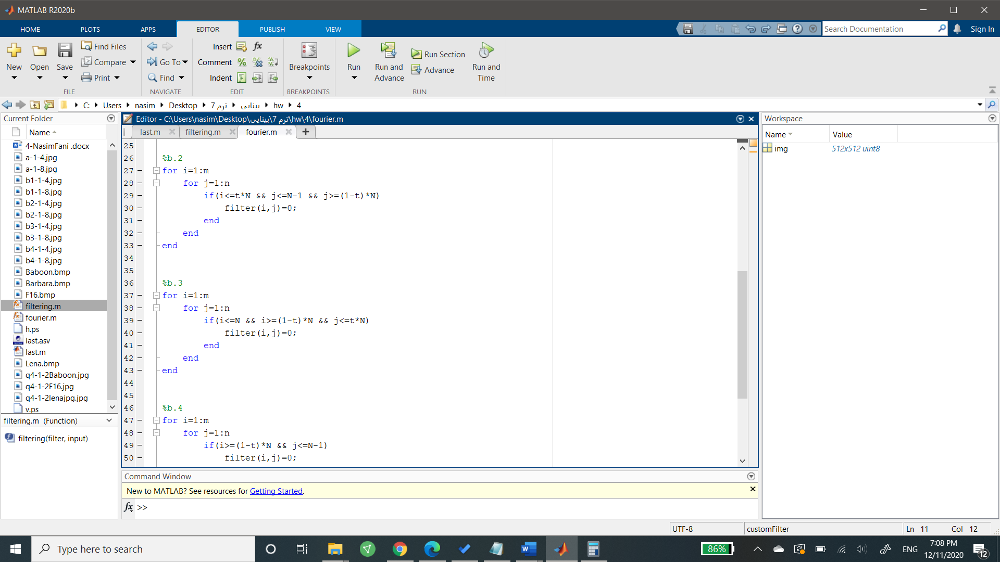 MATLAB R2020b
HOME PLOTS APPS EDITOR PUBLISH VIEW Search Documentation Sign In
New Open Save Find Files Compare Print FILE
Go To Find NAVIGATE
Insert Comment Indent EDIT
Breakpoints BREAKPOINTS
Run Run and Advance Run Section Advance Run and Time RUN
C: Users nasim Desktop ترم 7 بینایی hw 4
Current Folder
Name
4-NasimFani .docx
a-1-4.jpg
a-1-8.jpg
b1-1-4.jpg
b1-1-8.jpg
b2-1-4.jpg
b2-1-8.jpg
b3-1-4.jpg
b3-1-8.jpg
b4-1-4.jpg
b4-1-8.jpg
Baboon.bmp
Barbara.bmp
F16.bmp
filtering.m
fourier.m
h.ps
last.asv
last.m
Lena.bmp
q4-1-2Baboon.jpg
q4-1-2F16.jpg
q4-1-2lenajpg.jpg
v.ps
filtering.m (Function)
filtering(filter, input)
Editor - C:\Users\nasim\Desktop\ترم 7\بینایی\hw\4\fourier.m
last.m filtering.m fourier.m
25
26 %b.2
27 for i=1:m
28 for j=1:n
29 if(i<=t*N && j<=N-1 && j>=(1-t)*N)
30 filter(i,j)=0;
31 end
32 end
33 end
34
35
36 %b.3
37 for i=1:m
38 for j=1:n
39 if(i<=N && i>=(1-t)*N && j<=t*N)
40 filter(i,j)=0;
41 end
42 end
43 end
44
45
46 %b.4
47 for i=1:m
48 for j=1:n
49 if(i>=(1-t)*N && j<=N-1)
50 filter(i,j)=0;
Command Window
New to MATLAB? See resources for Getting Started.
fx >>
Workspace
Name Value
img 512x512 uint8
UTF-8 customFilter Ln 11 Col 12
Type here to search
86% ENG 7:08 PM
12/11/2020 12